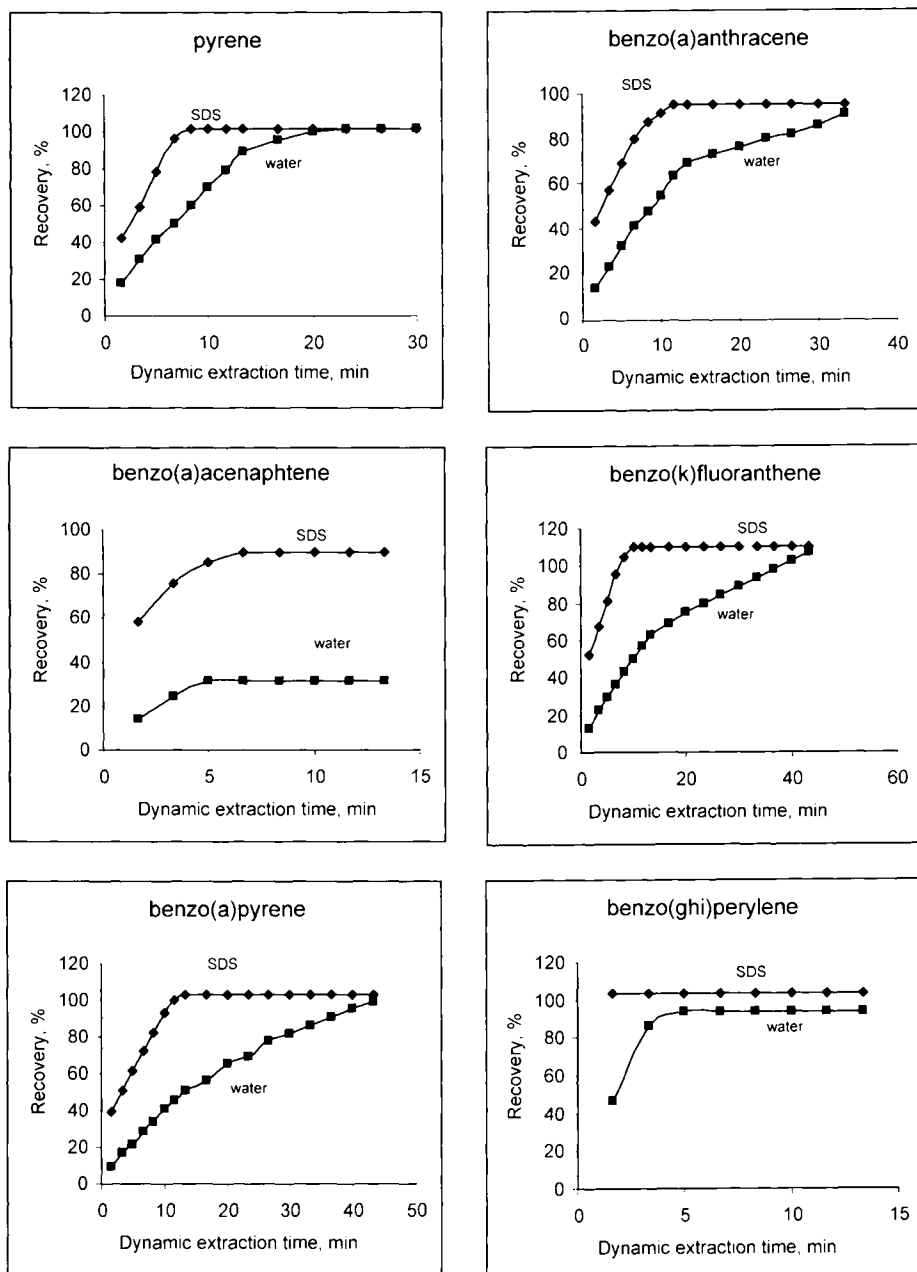 pyrene
120
100
80
60
40
20
0
SDS
water
Recovery, %
0 10 20 30
Dynamic extraction time, min
benzo(a)anthracene
100
80
60
40
20
0
SDS
water
Recovery, %
0 10 20 30 40
Dynamic extraction time, min
benzo(a)acenaphtene
100
80
60
40
20
0
SDS
water
Recovery, %
0 5 10 15
Dynamic extraction time, min
benzo(k)fluoranthene
120
100
80
60
40
20
0
SDS
water
Recovery, %
0 20 40 60
Dynamic extraction time, min
benzo(a)pyrene
120
100
80
60
40
20
0
SDS
water
Recovery, %
0 10 20 30 40 50
Dynamic extraction time, min
benzo(ghi)perylene
120
100
80
60
40
20
0
SDS
water
Recovery, %
0 5 10 15
Dynamic extraction time, min